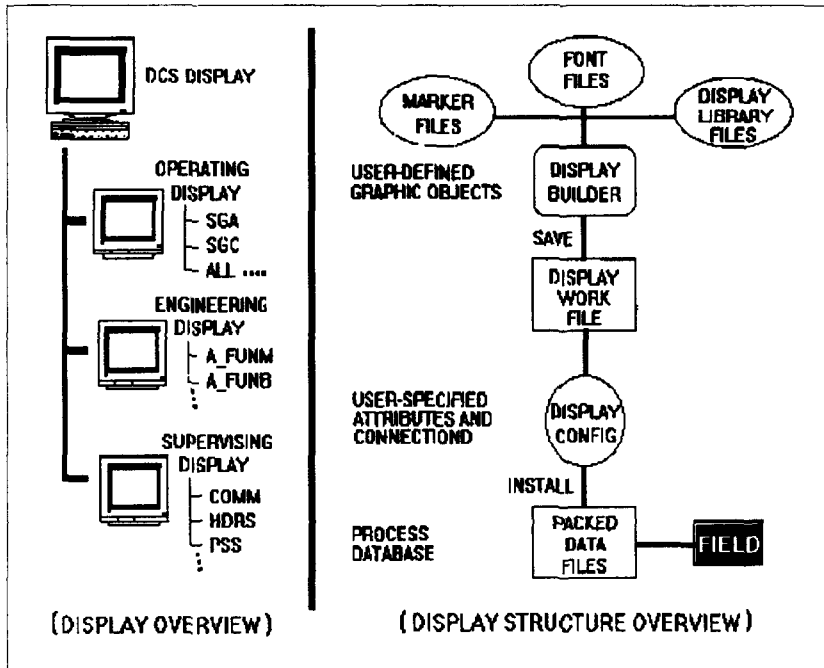 DCS DISPLAY
OPERATING
DISPLAY
SGA
SGC
ALL ....
ENGINEERING
DISPLAY
A_FUNM
A_FUNB
SUPERVISING
DISPLAY
COMM
HDRS
PSS
(DISPLAY OVERVIEW)
FONT
FILES
MARKER
FILES
DISPLAY
LIBRARY
FILES
USER-DEFINED
GRAPHIC OBJECTS
DISPLAY
BUILDER
SAVE
DISPLAY
WORK
FILE
USER-SPECIFIED
ATTRIBUTES AND
CONNECTIOND
DISPLAY
CONFIG
INSTALL
PROCESS
DATABASE
PACKED
DATA
FILES
FIELD
(DISPLAY STRUCTURE OVERVIEW)